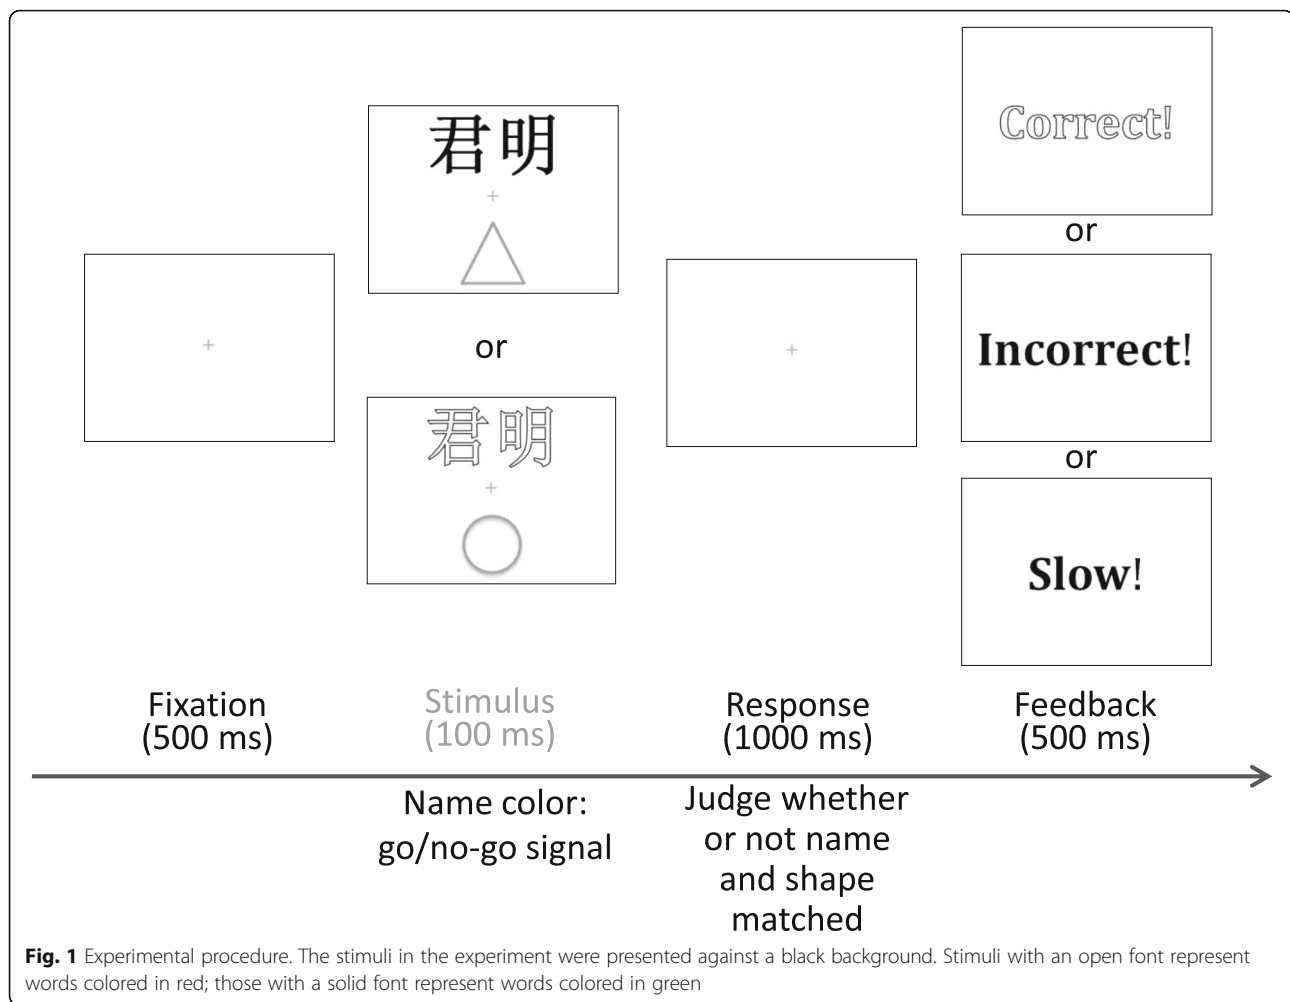 君明
+
or
君明
+
+
+
Correct!
or
Incorrect!
or
Slow!
Fixation
(500 ms)
Stimulus
(100 ms)
Response
(1000 ms)
Feedback
(500 ms)
Name color:
go/no-go signal
Judge whether
or not name
and shape
matched
Fig. 1 Experimental procedure. The stimuli in the experiment were presented against a black background. Stimuli with an open font represent
words colored in red; those with a solid font represent words colored in green